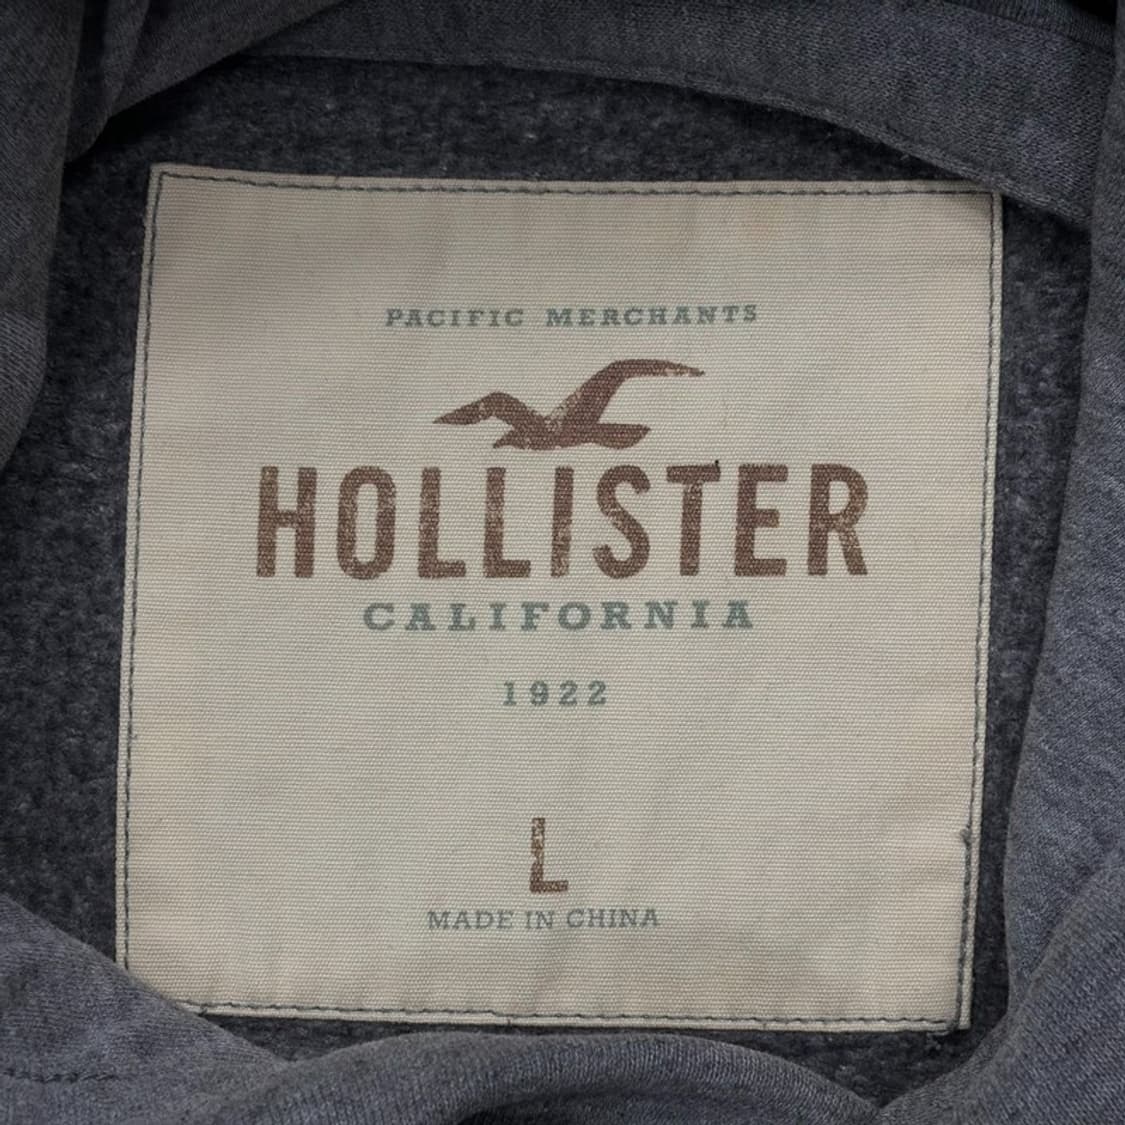 PACIFIC MERCHANTS
HOLLISTER
CALIFORNIA
1922
L
MADE IN CHINA